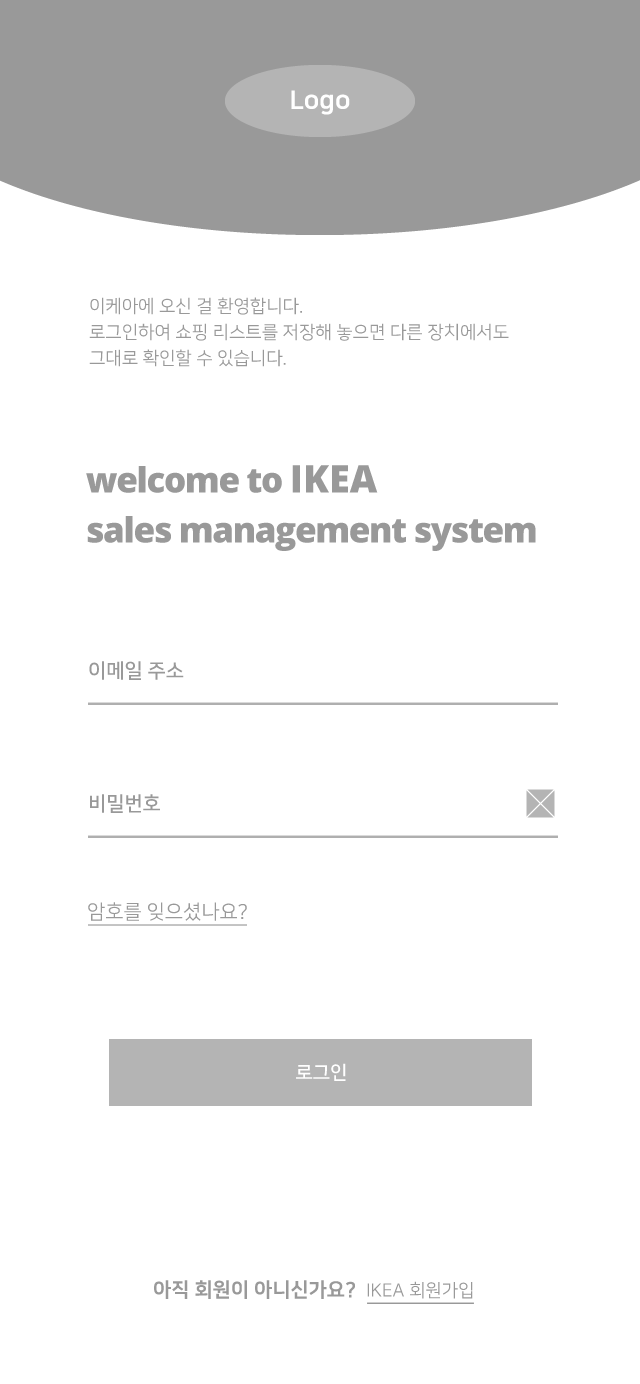 Logo
이케아에 오신 걸 환영합니다.
로그인하여 쇼핑 리스트를 저장해 놓으면 다른 장치에서도
그대로 확인할 수 있습니다.
welcome to IKEA
sales management system
이메일 주소
비밀번호
암호를 잊으셨나요?
로그인
아직 회원이 아니신가요? IKEA 회원가입